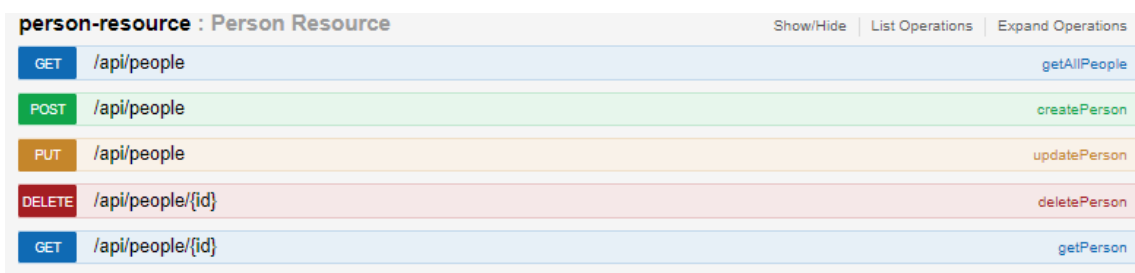 person-resource : Person Resource Show/Hide List Operations Expand Operations
GET /api/people getAllPeople
POST /api/people createPerson
PUT /api/people updatePerson
DELETE /api/people/{id} deletePerson
GET /api/people/{id} getPerson